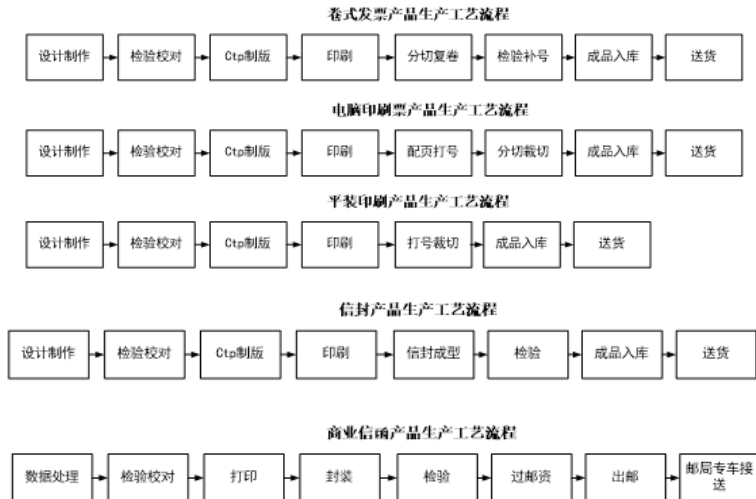 卷式发票产品生产工艺流程
设计制作 检验校对 Ctp制版 印刷 分切复卷 检验补号 成品入库 送货
电脑印刷票产品生产工艺流程
设计制作 检验校对 Ctp制版 印刷 配页打号 分切裁切 成品入库 送货
平装印刷产品生产工艺流程
设计制作 检验校对 Ctp制版 印刷 打号裁切 成品入库 送货
信封产品生产工艺流程
设计制作 检验校对 Ctp制版 印刷 信封成型 检验 成品入库 送货
商业信函产品生产工艺流程
数据处理 检验校对 打印 封装 检验 过邮资 出邮 邮局专车接
送